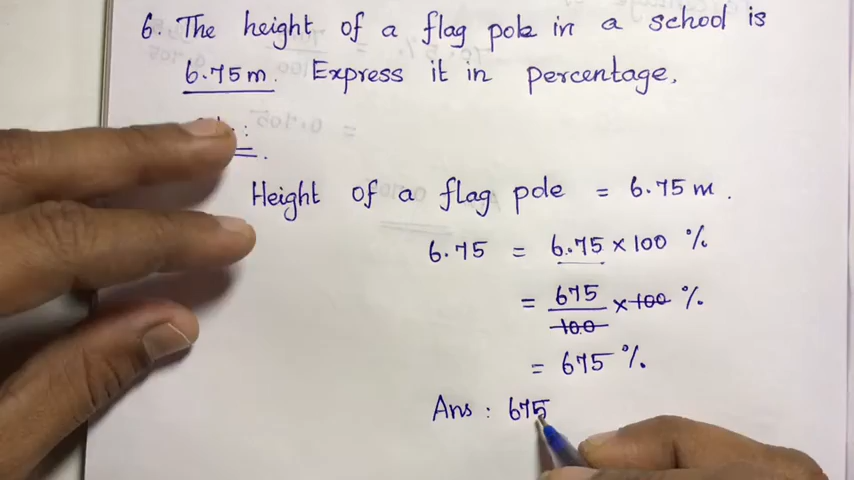 6. The height of a flag pole in a school is
6.75 m. Express it in percentage.
Height of a flag pole = 6.75 m.
6.75 = 6.75 × 100 %
= 675/100 × 100 %
= 675 %
Ans : 675